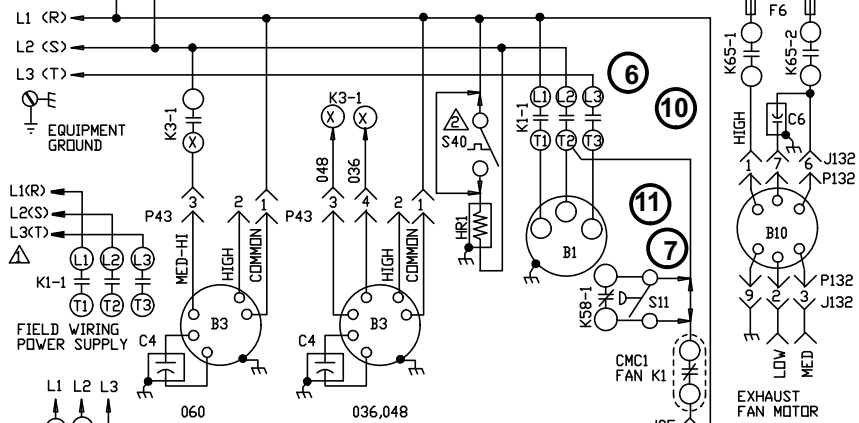 L1 (R)
L2 (S)
L3 (T)
EQUIPMENT
GROUND
L1(R)
L2(S)
L3(T)
1
L1 L2 L3
K1-1
T1 T2 T3
FIELD WIRING
POWER SUPPLY
L1 L2 L3
K3-1
X
3
2
1
P43
MED-HI
HIGH
COMMON
B3
C4
060
K3-1
X X
048
036
P43
3
4
2
1
HIGH
COMMON
B3
C4
036,048
2
S40
HR1
K1-1
L1 L2 L3
T1 T2 T3
B1
6
10
11
7
K58-1
S11
CMC1
FAN K1
F6
K65-1
K65-2
C6
HIGH
1
7
6
J132
P132
B10
9
2
3
P132
J132
LOW
MED
EXHAUST
FAN MOTOR